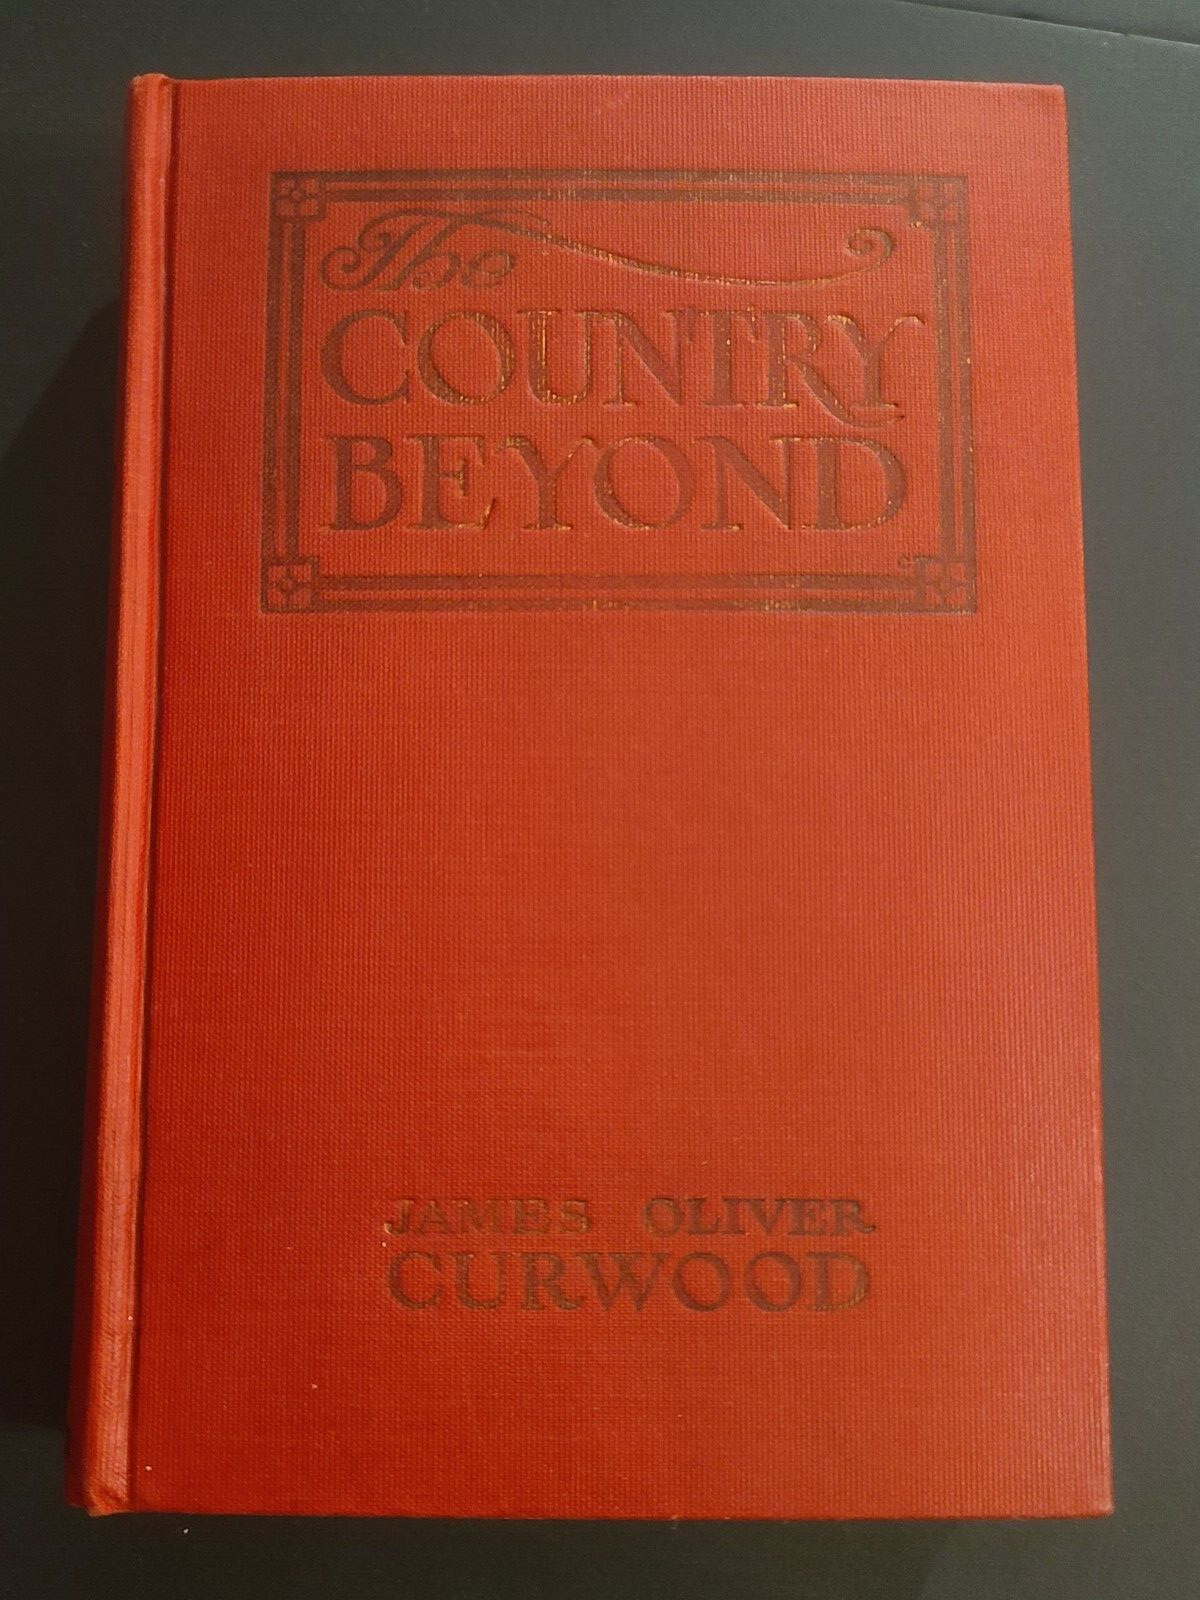 The
COUNTRY
BEYOND
JAMES OLIVER
CURWOOD